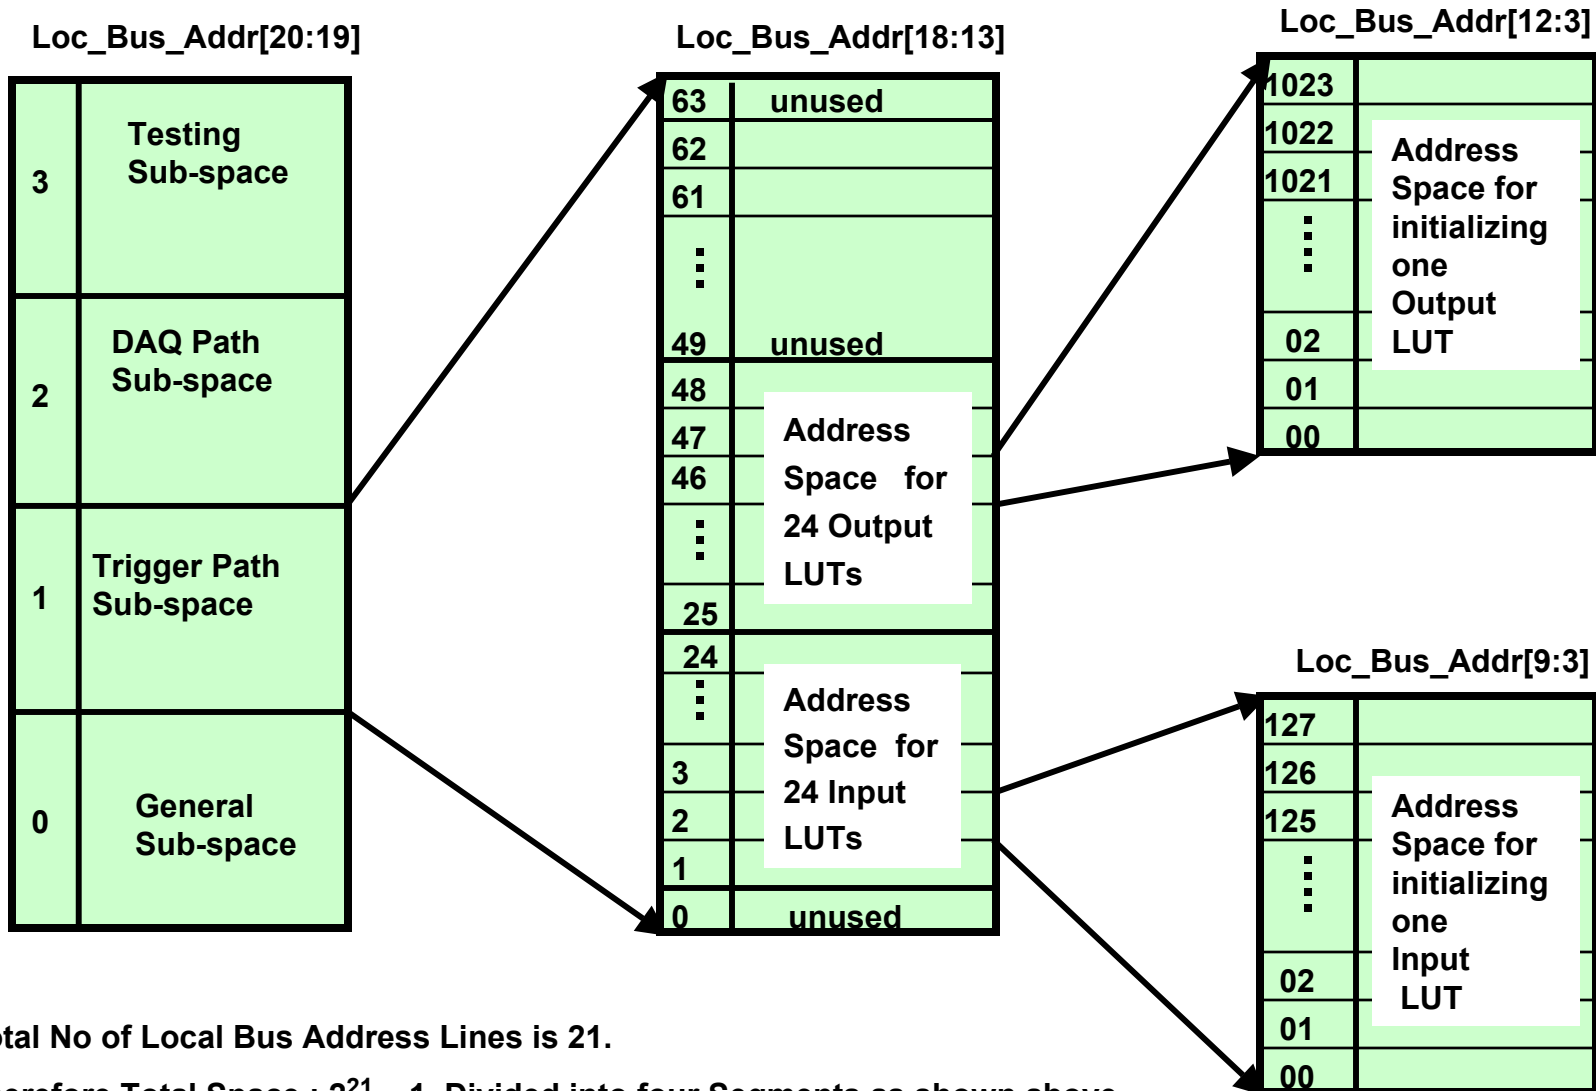 Loc_Bus_Addr[20:19]
3
Testing
Sub-space
2
DAQ Path
Sub-space
1
Trigger Path
Sub-space
0
General
Sub-space
Loc_Bus_Addr[18:13]
63 unused
62
61
49 unused
48
47
46
25
Address
Space for
24 Output
LUTs
24
3
2
1
Address
Space for
24 Input
LUTs
0 unused
Loc_Bus_Addr[12:3]
1023
1022
1021
02
01
00
Address
Space for
initializing
one
Output
LUT
Loc_Bus_Addr[9:3]
127
126
125
02
01
00
Address
Space for
initializing
one
Input
LUT
otal No of Local Bus Address Lines is 21.